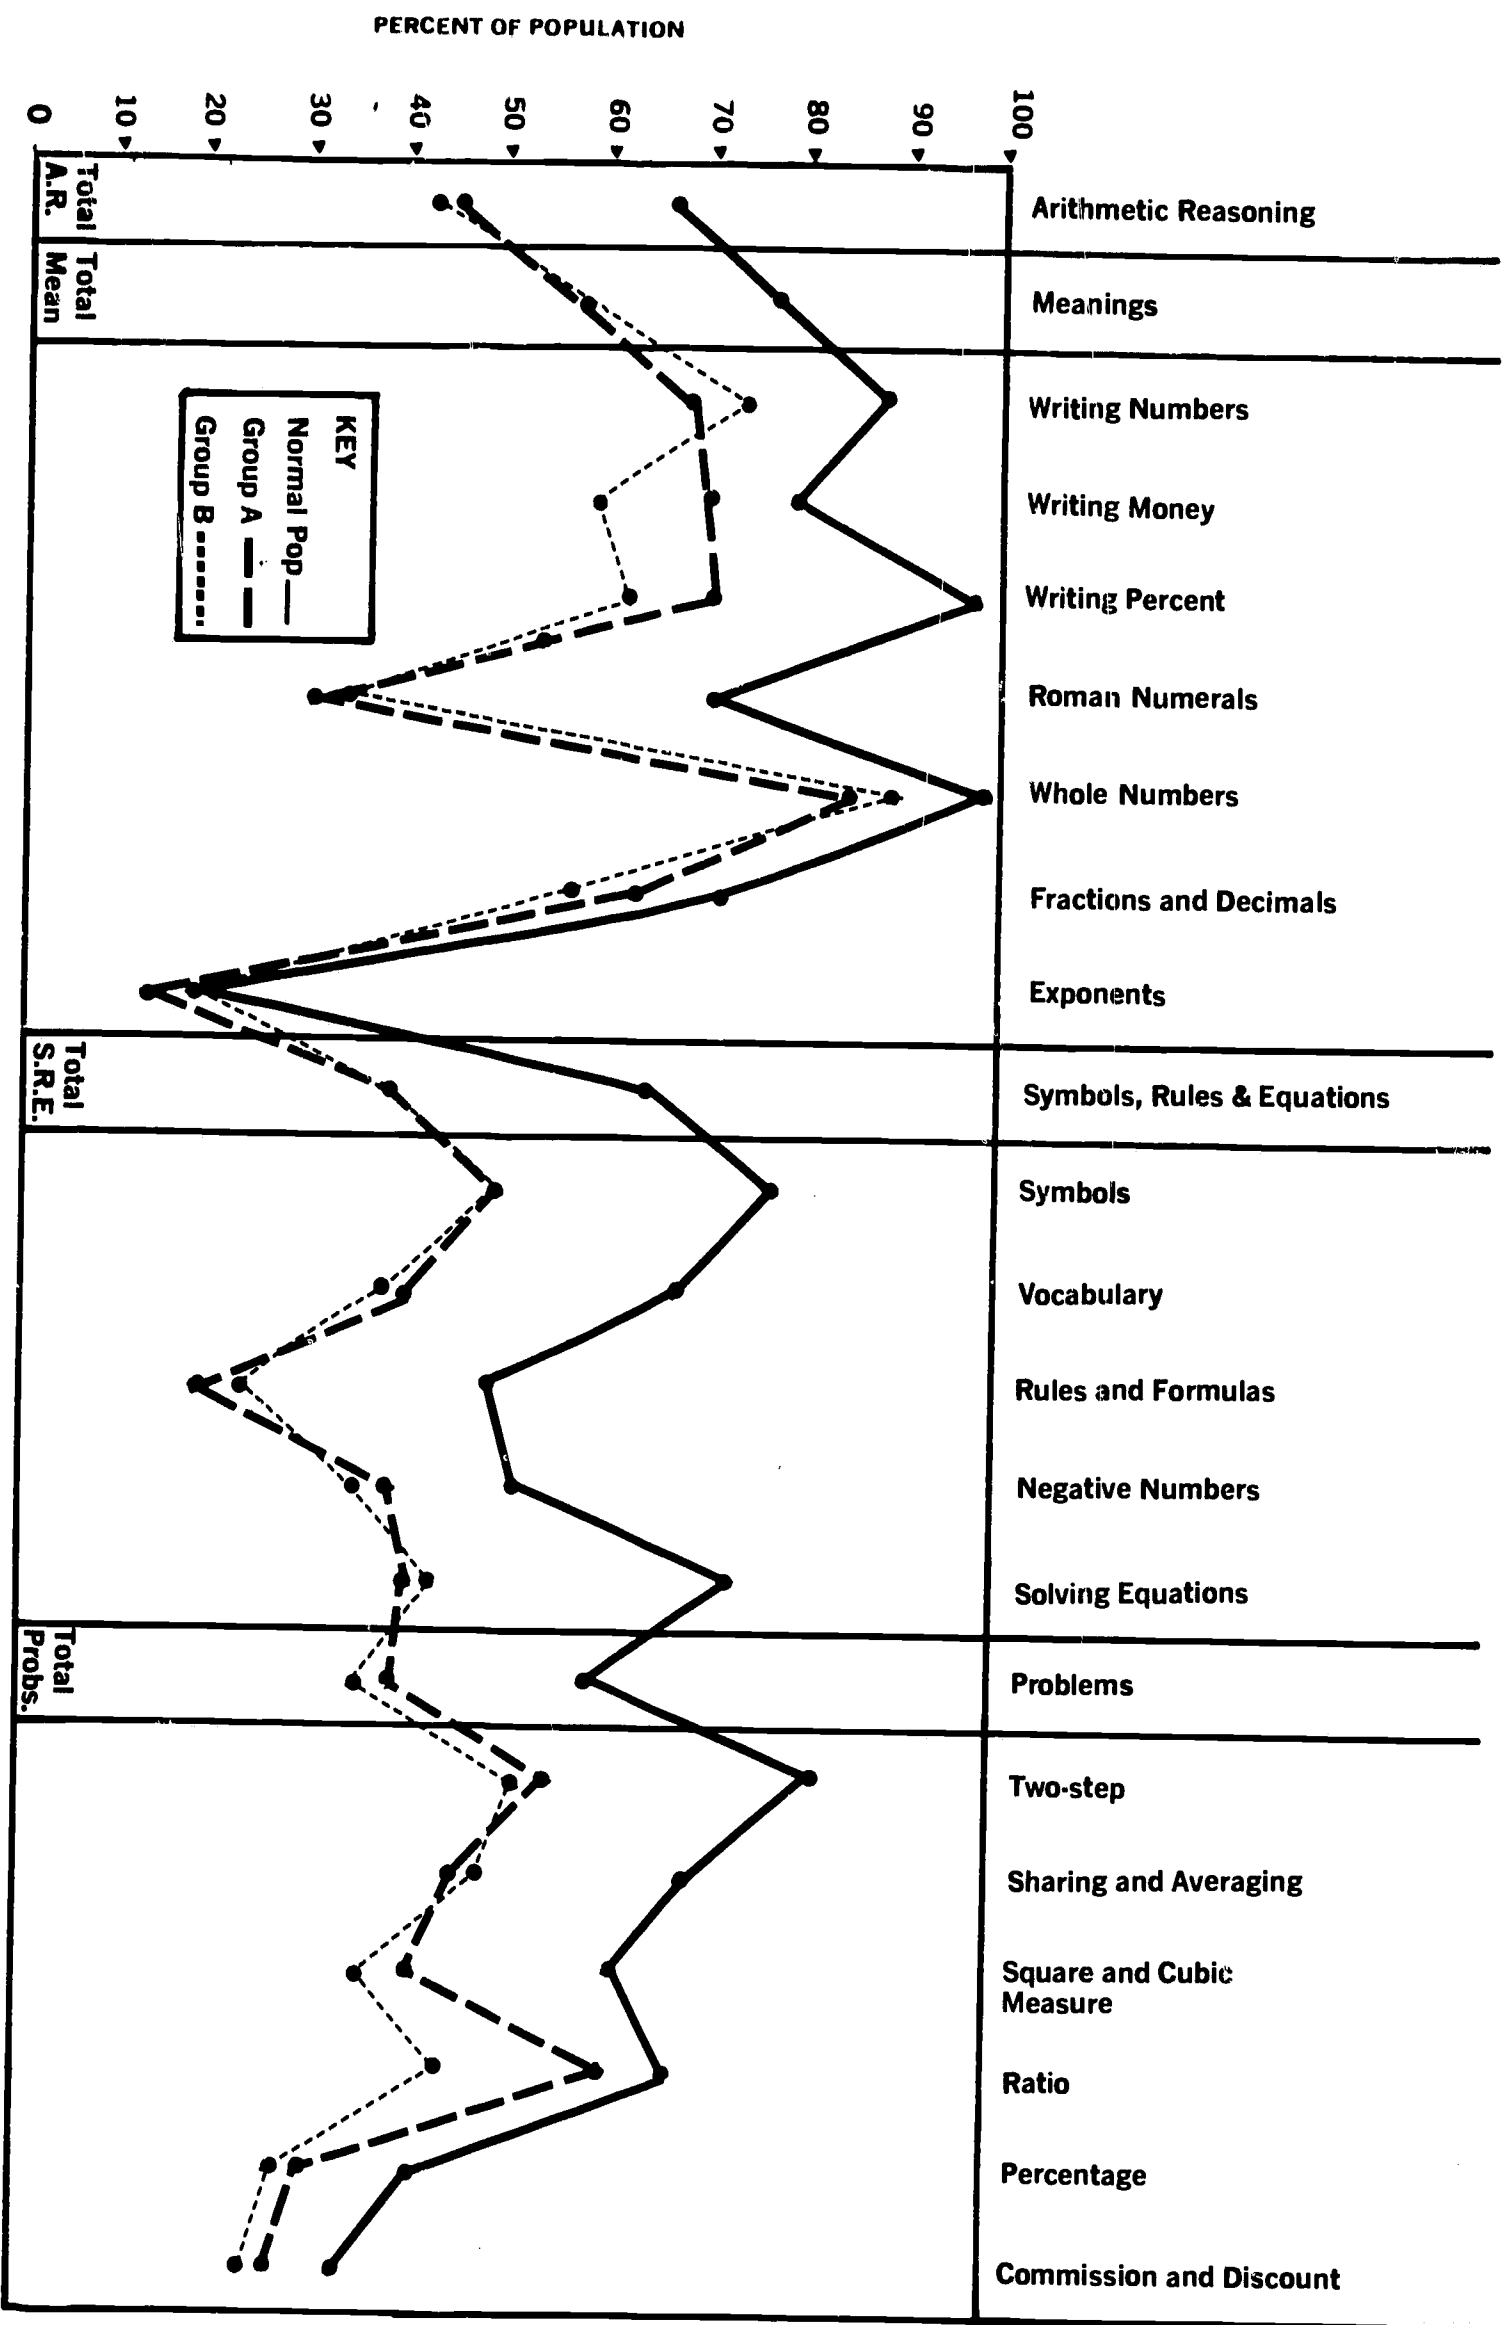 PERCENT OF POPULATION
0
10
20
30
40
50
60
70
80
90
100
Total
A.R.
Total
Mean
KEY
Normal Pop
Group A
Group B
Total
S.R.E.
Total
Probs.
Arithmetic Reasoning
Meanings
Writing Numbers
Writing Money
Writing Percent
Roman Numerals
Whole Numbers
Fractions and Decimals
Exponents
Symbols, Rules & Equations
Symbols
Vocabulary
Rules and Formulas
Negative Numbers
Solving Equations
Problems
Two-step
Sharing and Averaging
Square and Cubic
Measure
Ratio
Percentage
Commission and Discount